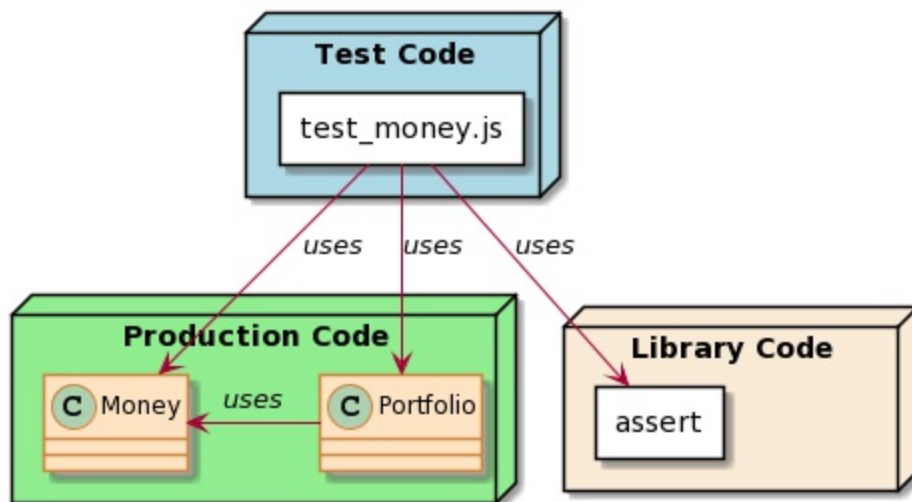 Test Code
test_money.js
uses uses uses
Production Code
Library Code
C Money
uses
C Portfolio
assert